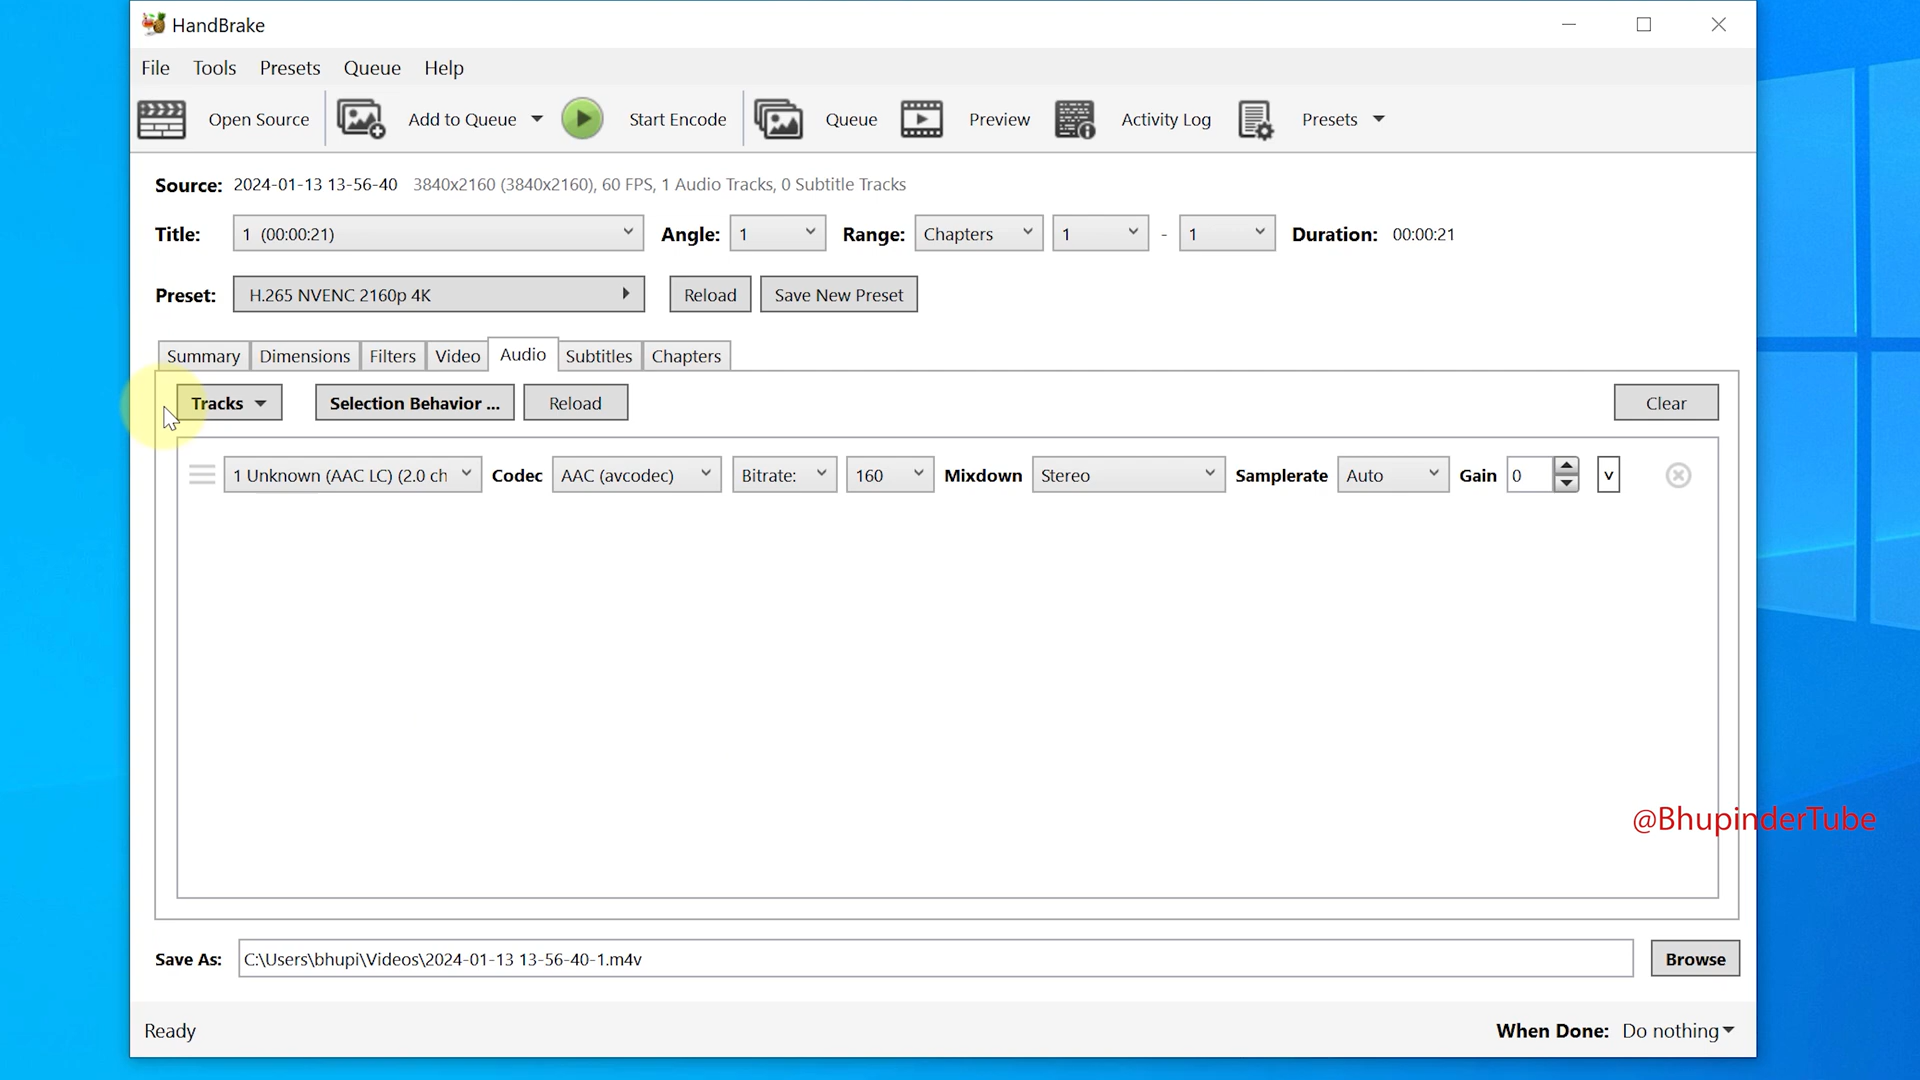 HandBrake
File Tools Presets Queue Help
Open Source Add to Queue Start Encode Queue Preview Activity Log Presets
Source: 2024-01-13 13-56-40 3840x2160 (3840x2160), 60 FPS, 1 Audio Tracks, 0 Subtitle Tracks
Title: 1 (00:00:21) Angle: 1 Range: Chapters 1 - 1 Duration: 00:00:21
Preset: H.265 NVENC 2160p 4K Reload Save New Preset
Summary Dimensions Filters Video Audio Subtitles Chapters
Tracks Selection Behavior ... Reload Clear
1 Unknown (AAC LC) (2.0 ch Codec AAC (avcodec) Bitrate: 160 Mixdown Stereo Samplerate Auto Gain 0 v
@BhupinderTube
Save As: C:\Users\bhupi\Videos\2024-01-13 13-56-40-1.m4v Browse
Ready When Done: Do nothing